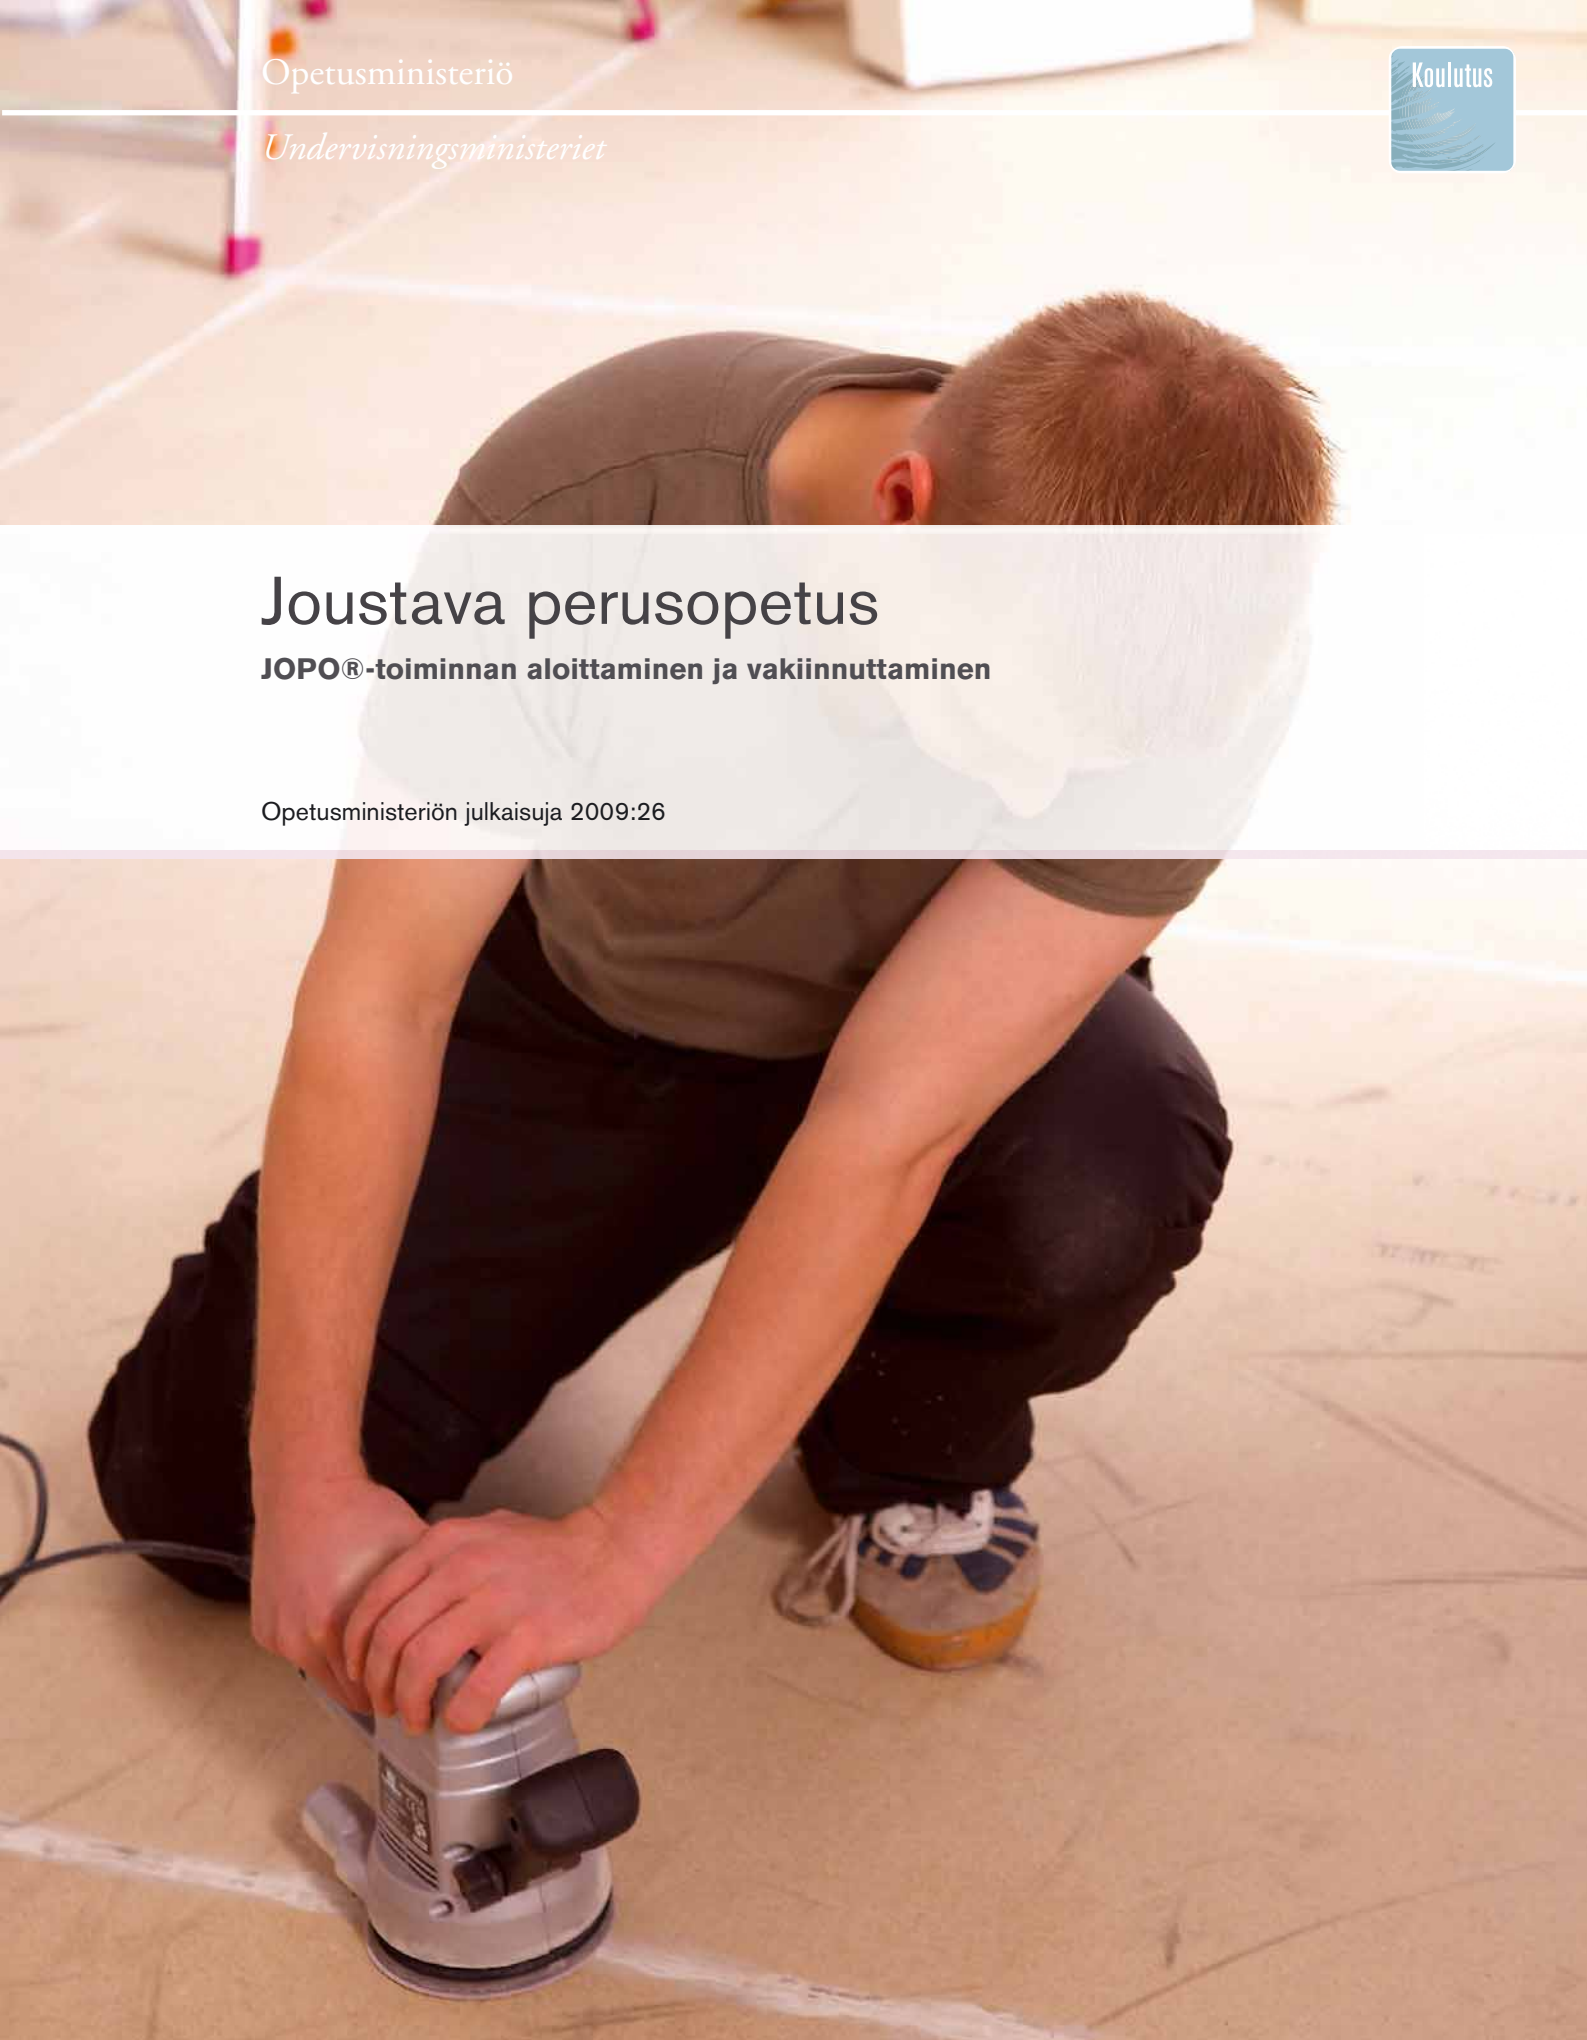 Opetusministeriö
Koulutus
Undervisningsministeriet
Joustava perusopetus
JOPO®-toiminnan aloittaminen ja vakiinnuttaminen
Opetusministeriön julkaisuja 2009:26